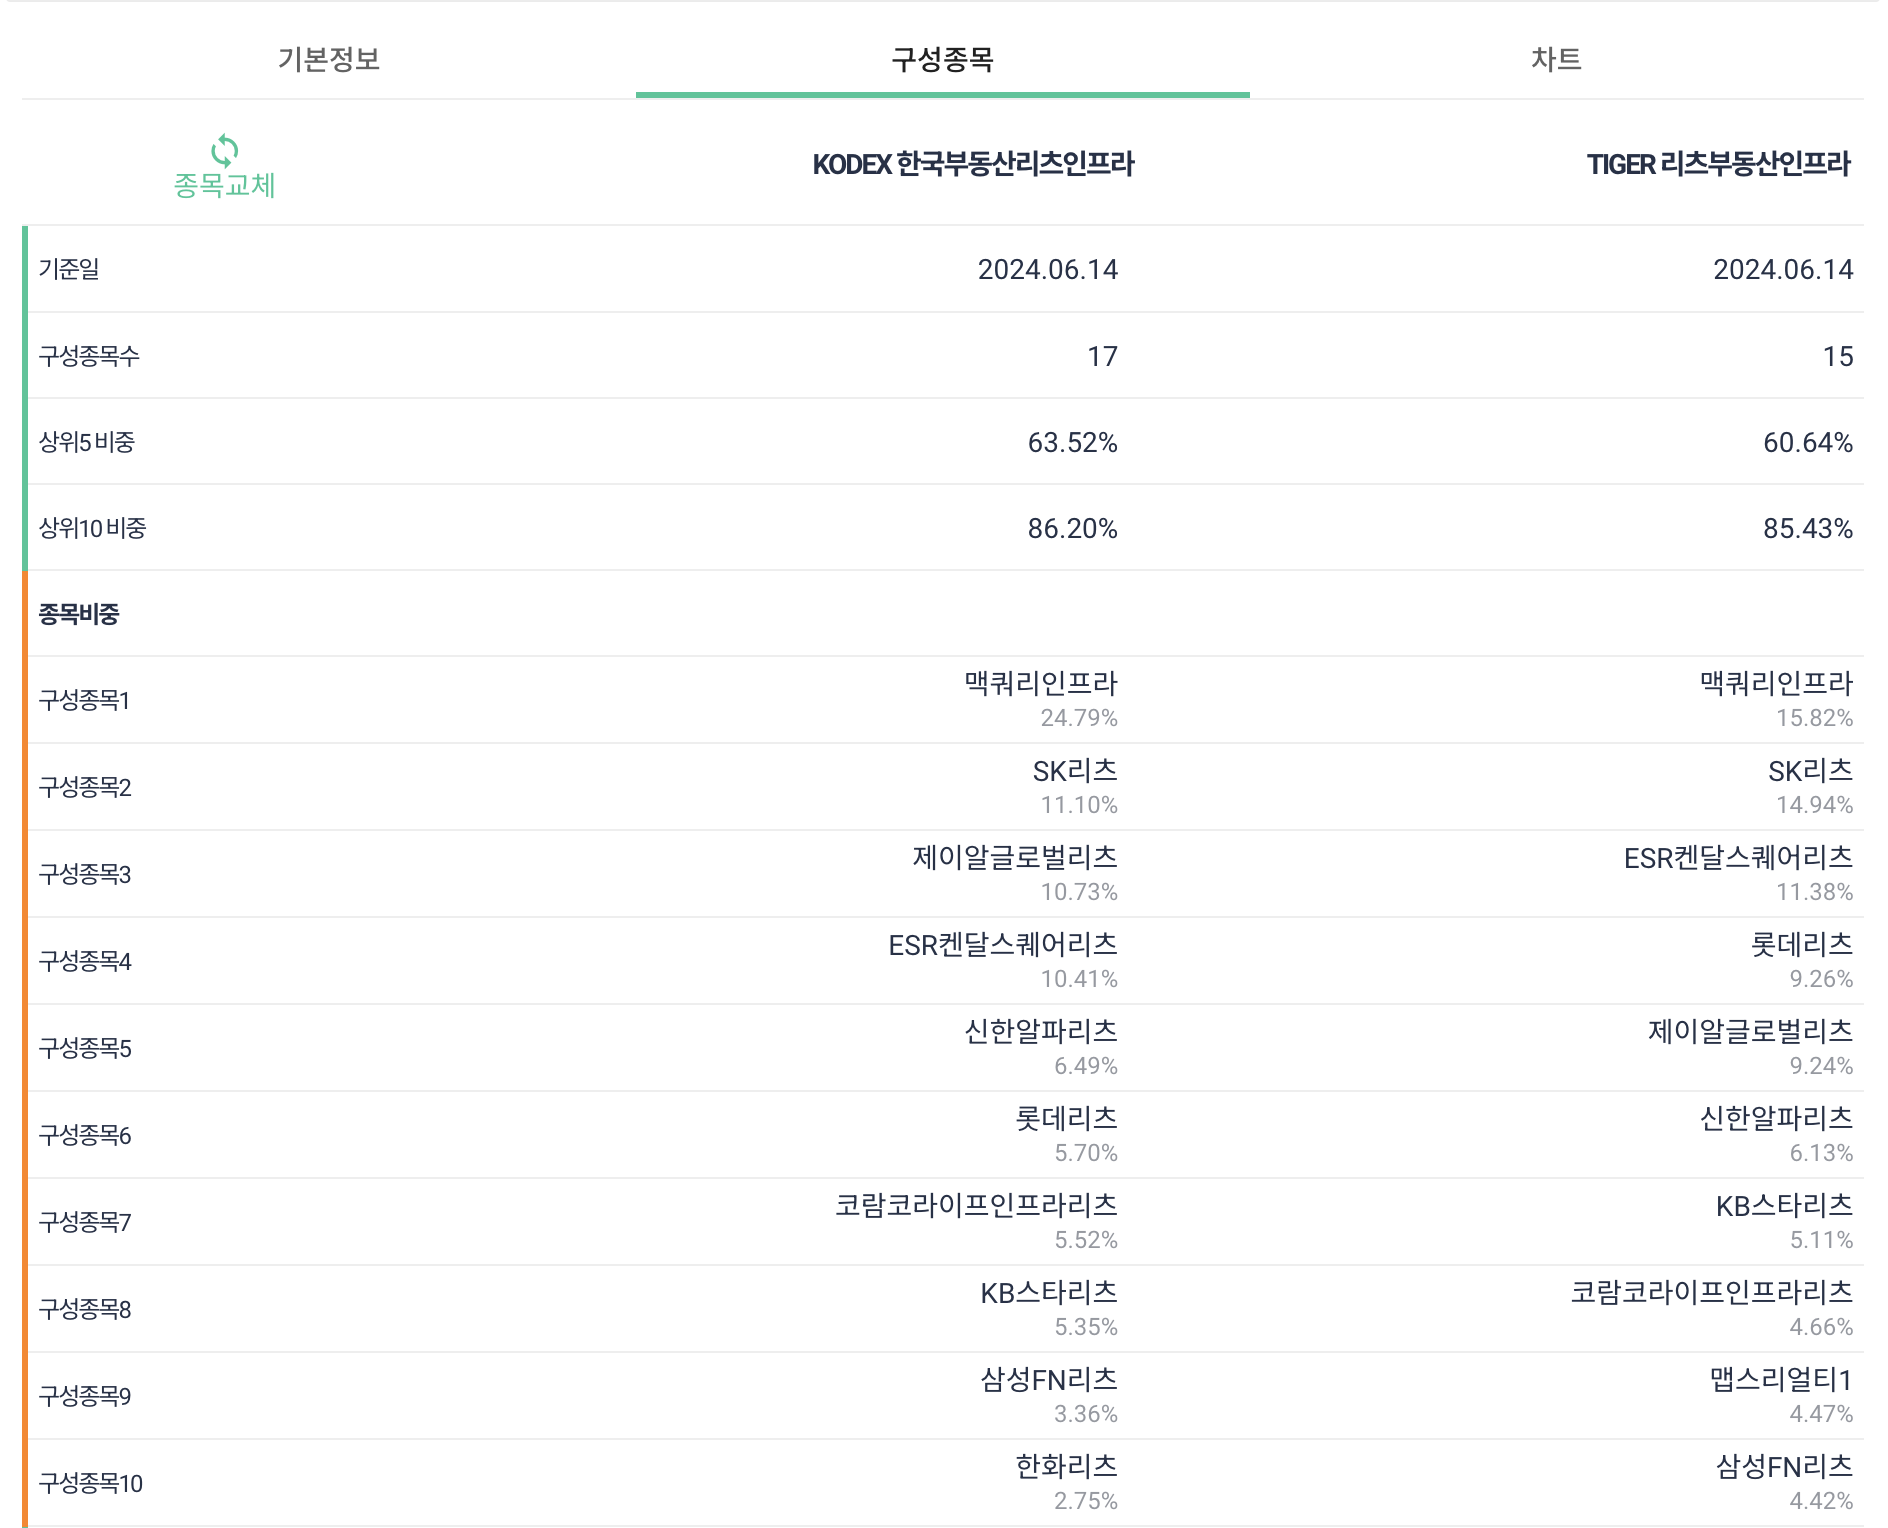 기본정보 구성종목 차트
종목교체 KODEX 한국부동산리츠인프라 TIGER 리츠부동산인프라
기준일 2024.06.14 2024.06.14
구성종목수 17 15
상위5 비중 63.52% 60.64%
상위10 비중 86.20% 85.43%
종목비중
구성종목1 맥쿼리인프라 맥쿼리인프라
24.79% 15.82%
구성종목2 SK리츠 SK리츠
11.10% 14.94%
구성종목3 제이알글로벌리츠 ESR켄달스퀘어리츠
10.73% 11.38%
구성종목4 ESR켄달스퀘어리츠 롯데리츠
10.41% 9.26%
구성종목5 신한알파리츠 제이알글로벌리츠
6.49% 9.24%
구성종목6 롯데리츠 신한알파리츠
5.70% 6.13%
구성종목7 코람코라이프인프라리츠 KB스타리츠
5.52% 5.11%
구성종목8 KB스타리츠 코람코라이프인프라리츠
5.35% 4.66%
구성종목9 삼성FN리츠 맵스리얼티1
3.36% 4.47%
구성종목10 한화리츠 삼성FN리츠
2.75% 4.42%